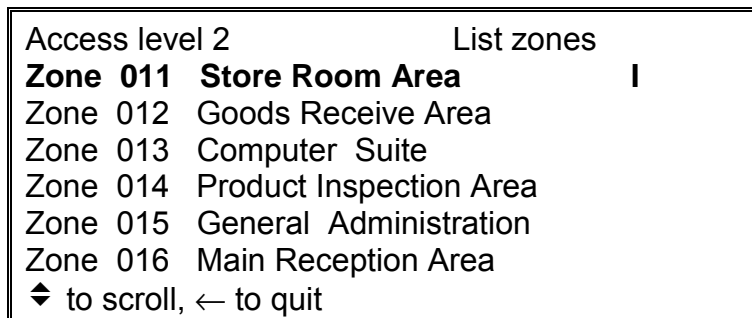 Access level 2 List zones
Zone 011 Store Room Area I
Zone 012 Goods Receive Area
Zone 013 Computer Suite
Zone 014 Product Inspection Area
Zone 015 General Administration
Zone 016 Main Reception Area
♦ to scroll, ← to quit